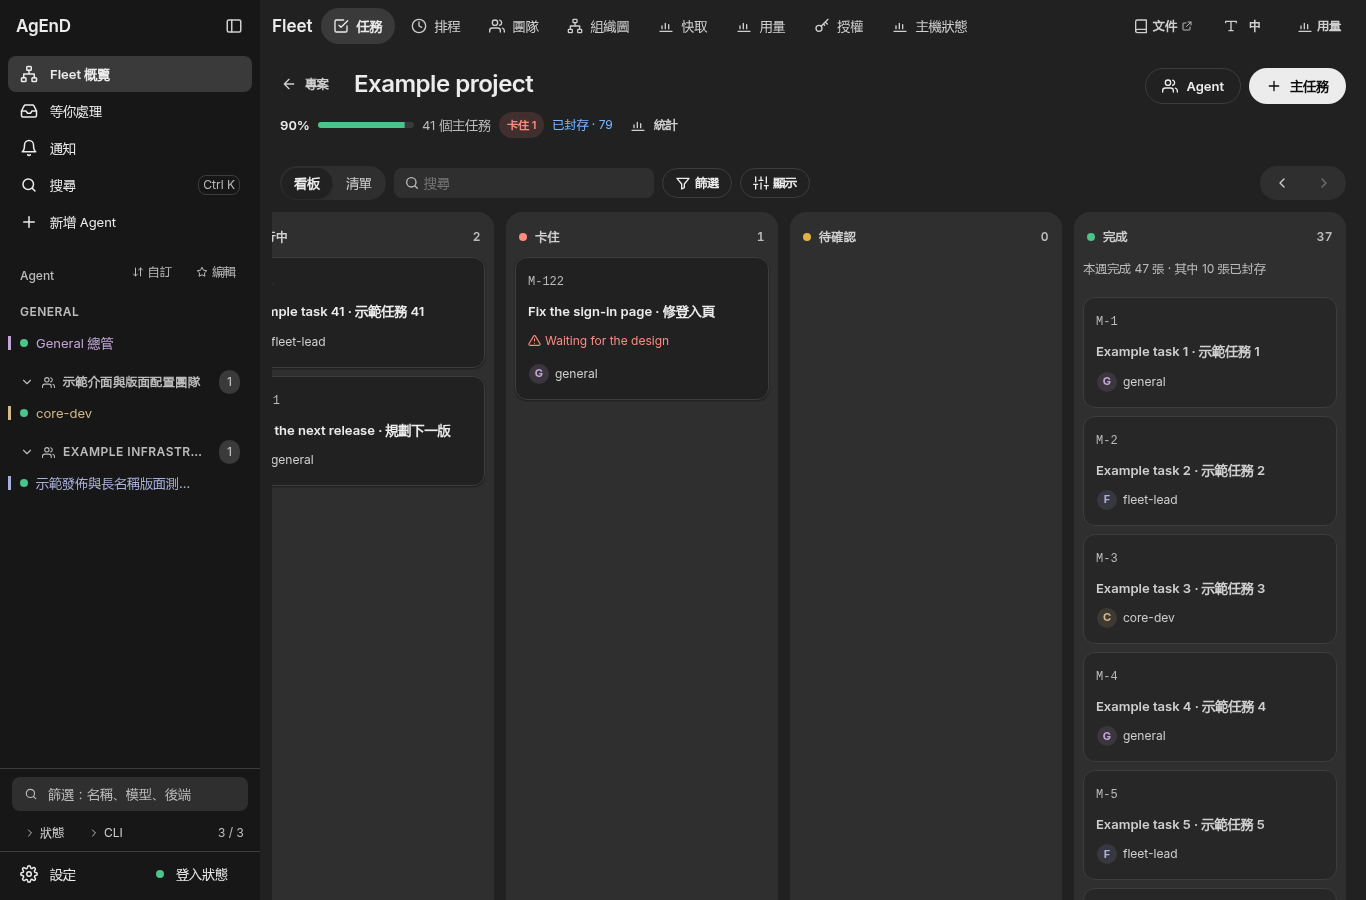 AgEnD
Fleet 概覽
等你處理
通知
搜尋
Ctrl K
新增 Agent
Agent
自訂
編輯
GENERAL
General 總管
示範介面與版面配置團隊
1
core-dev
EXAMPLE INFRASTR...
1
示範發佈與長名稱版面測...
篩選：名稱、模型、後端
狀態
CLI
3 / 3
設定
登入狀態
Fleet
任務
排程
團隊
組織圖
快取
用量
授權
主機狀態
文件
中
用量
專案
Example project
Agent
主任務
90%
41 個主任務
卡住 1
已封存 · 79
統計
看板
清單
搜尋
篩選
顯示
行中
2
mple task 41 · 示範任務 41
fleet-lead
1
the next release · 規劃下一版
general
卡住
1
M-122
Fix the sign-in page · 修登入頁
Waiting for the design
G
general
待確認
0
完成
37
本週完成 47 張 · 其中 10 張已封存
M-1
Example task 1 · 示範任務 1
G
general
M-2
Example task 2 · 示範任務 2
F
fleet-lead
M-3
Example task 3 · 示範任務 3
C
core-dev
M-4
Example task 4 · 示範任務 4
G
general
M-5
Example task 5 · 示範任務 5
F
fleet-lead